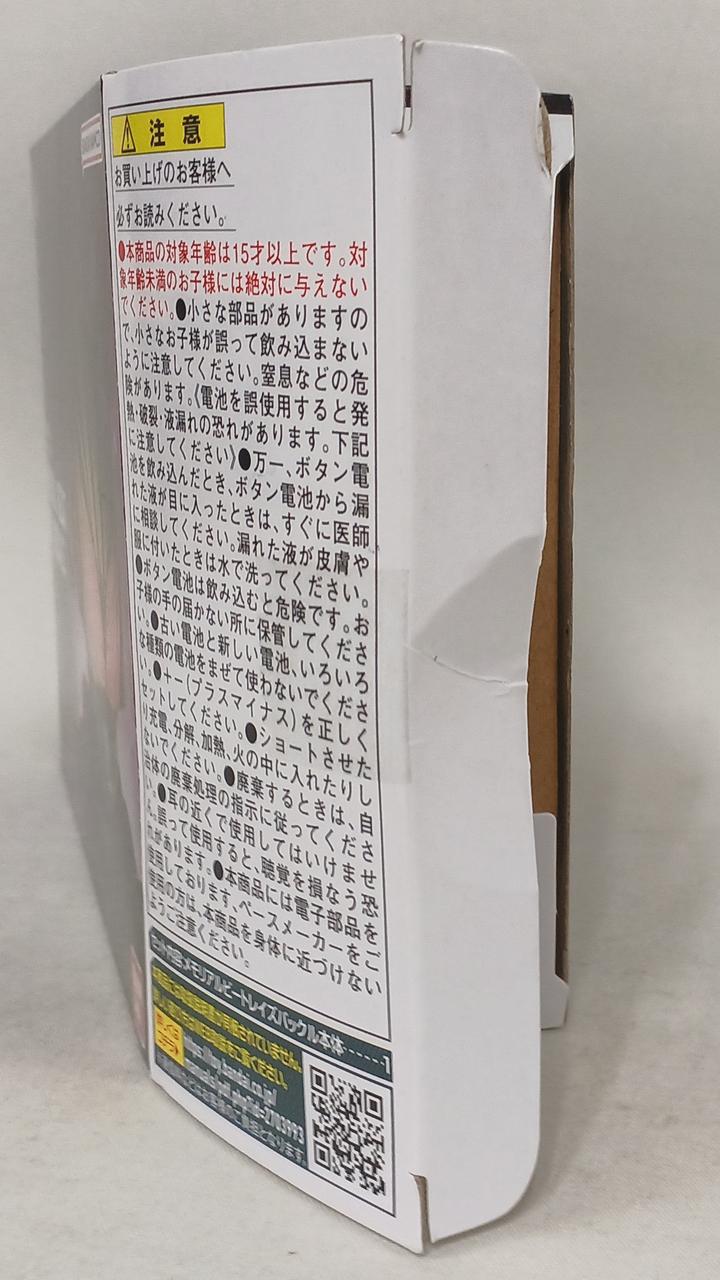 注意
お買い上げのお客様へ
必ずお読みください。
●本商品の対象年齢は15才以上です。対
象年齢未満のお子様には絶対に与えない
でください。●小さな部品がありますの
で、小さなお子様が誤って飲み込まない
ように注意してください。窒息などの危
険があります。《電池を誤使用すると発
熱・破裂・液漏れの恐れがあります。下記
に注意してください》●万一、ボタン電
池を飲み込んだとき、ボタン電池から漏
れた液が目に入ったときは、すぐに医師
に相談してください。漏れた液が皮膚や
服に付いたときは水で洗ってください。
●ボタン電池は飲み込むと危険です。お
子様の手の届かない所に保管してくださ
い。●古い電池と新しい電池、いろいろ
な種類の電池をまぜて使わないでくださ
い。●+−(プラスマイナス)を正しく
セットしてください。●ショートさせた
り充電、分解、加熱、火の中に入れたりし
ないでください。●廃棄するときは、自
治体の廃棄処理の指示に従ってくださ
い。●耳の近くで使用してはいけませ
ん。誤って使用すると、聴覚を損なう恐
れがあります。●本商品には電子部品を
使用しております。ペースメーカーをご
使用の方は、本商品を身体に近づけない
ようご注意ください。
セット内容:メモリアルビートレイズバックル本体……1